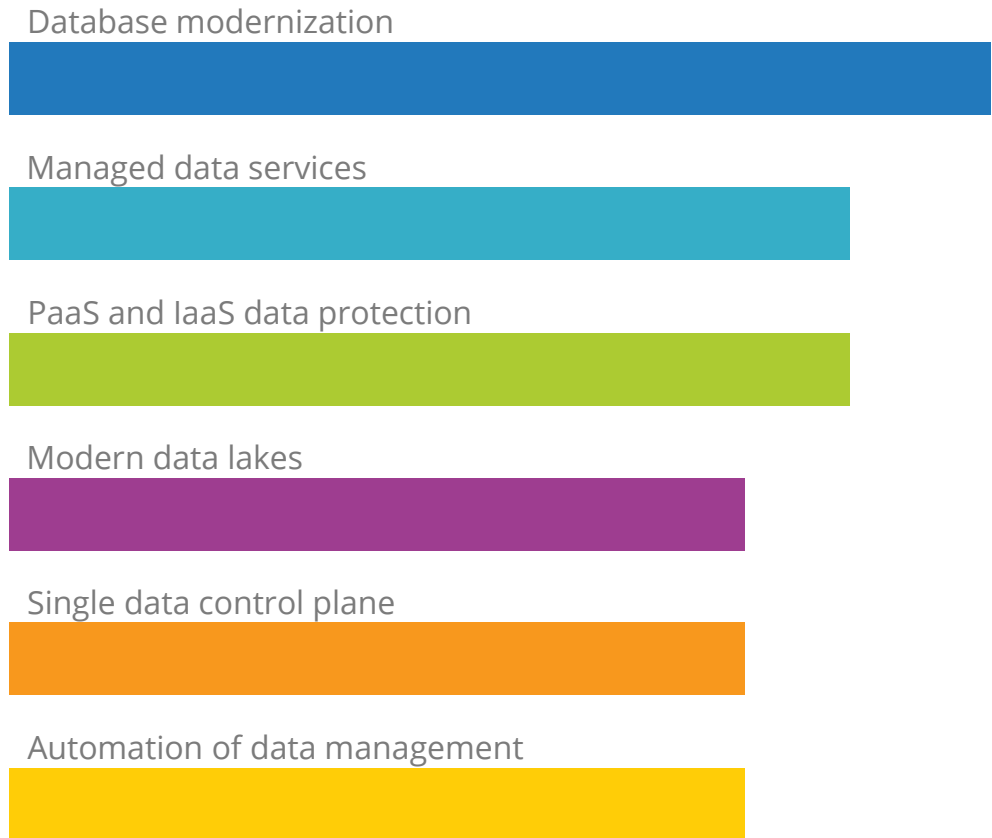 Database modernization
Managed data services
PaaS and IaaS data protection
Modern data lakes
Single data control plane
Automation of data management